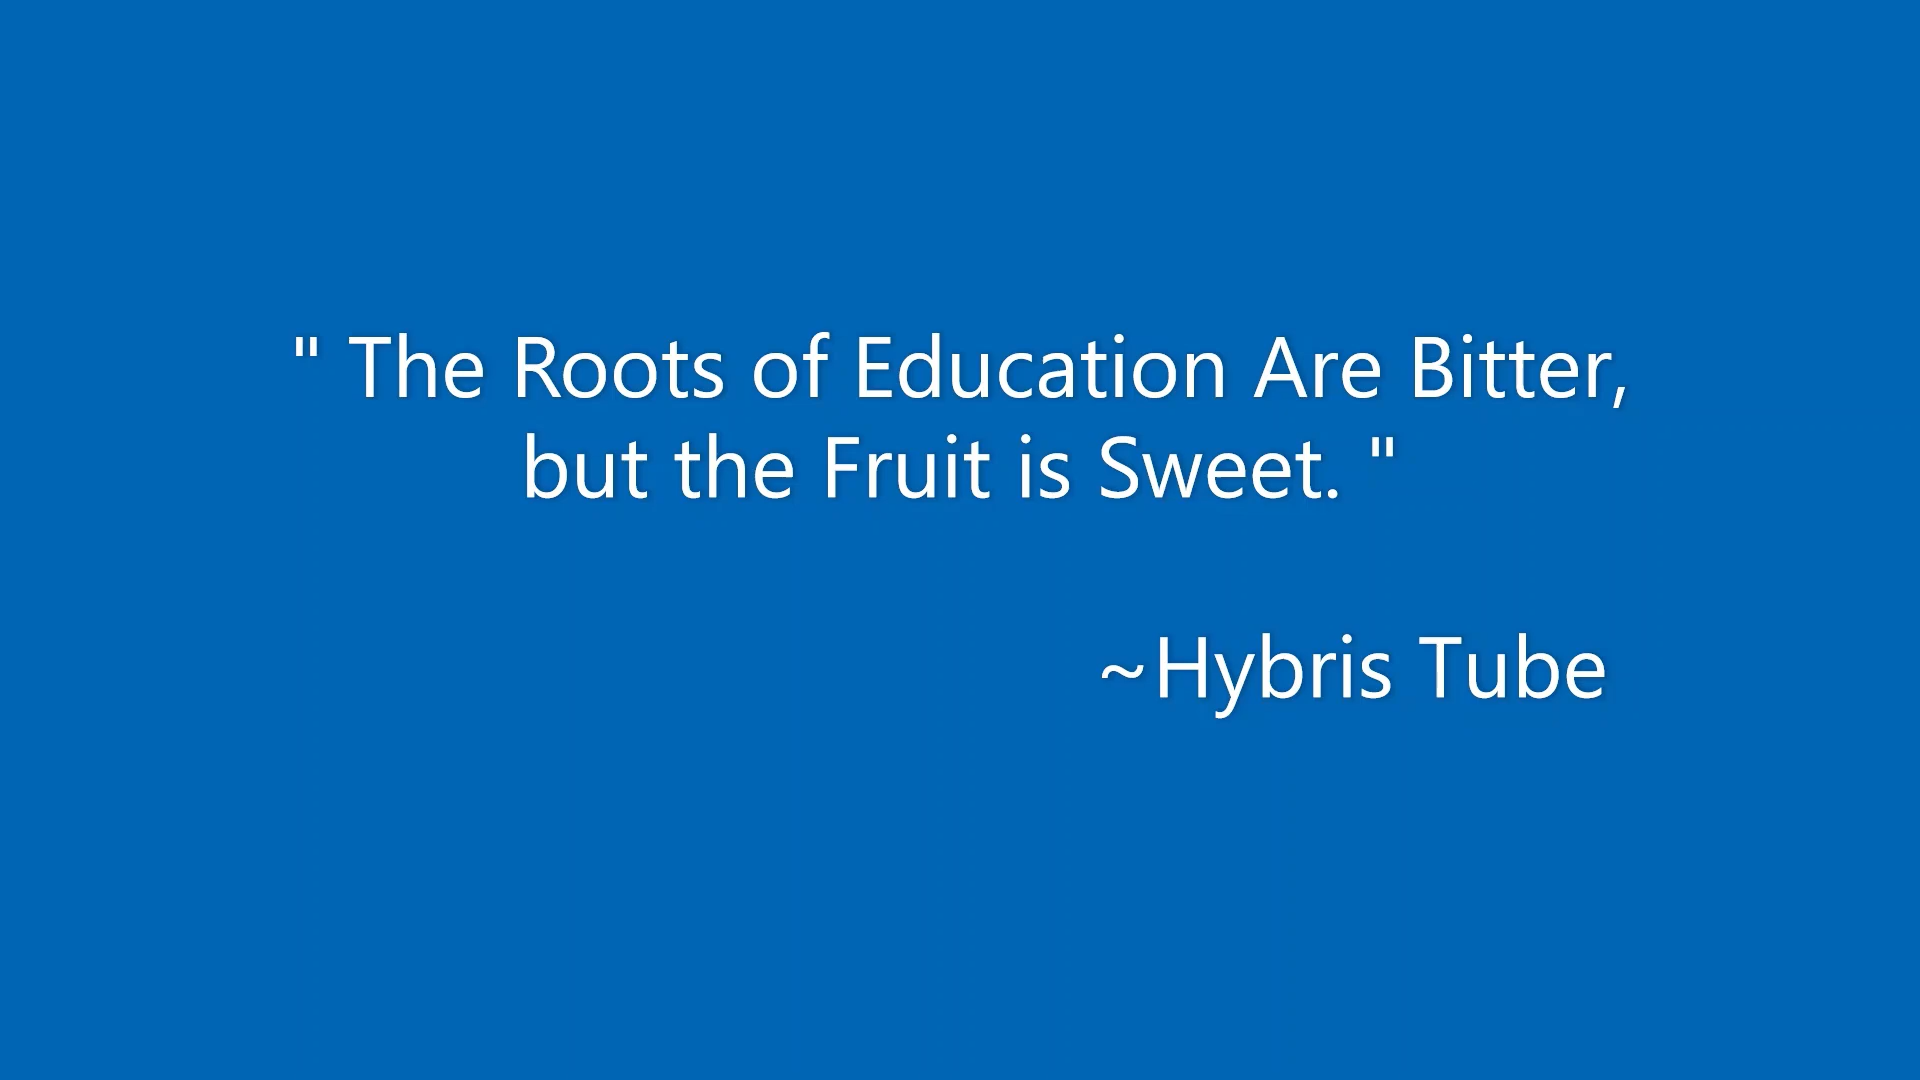 " The Roots of Education Are Bitter,
but the Fruit is Sweet. "
~Hybris Tube